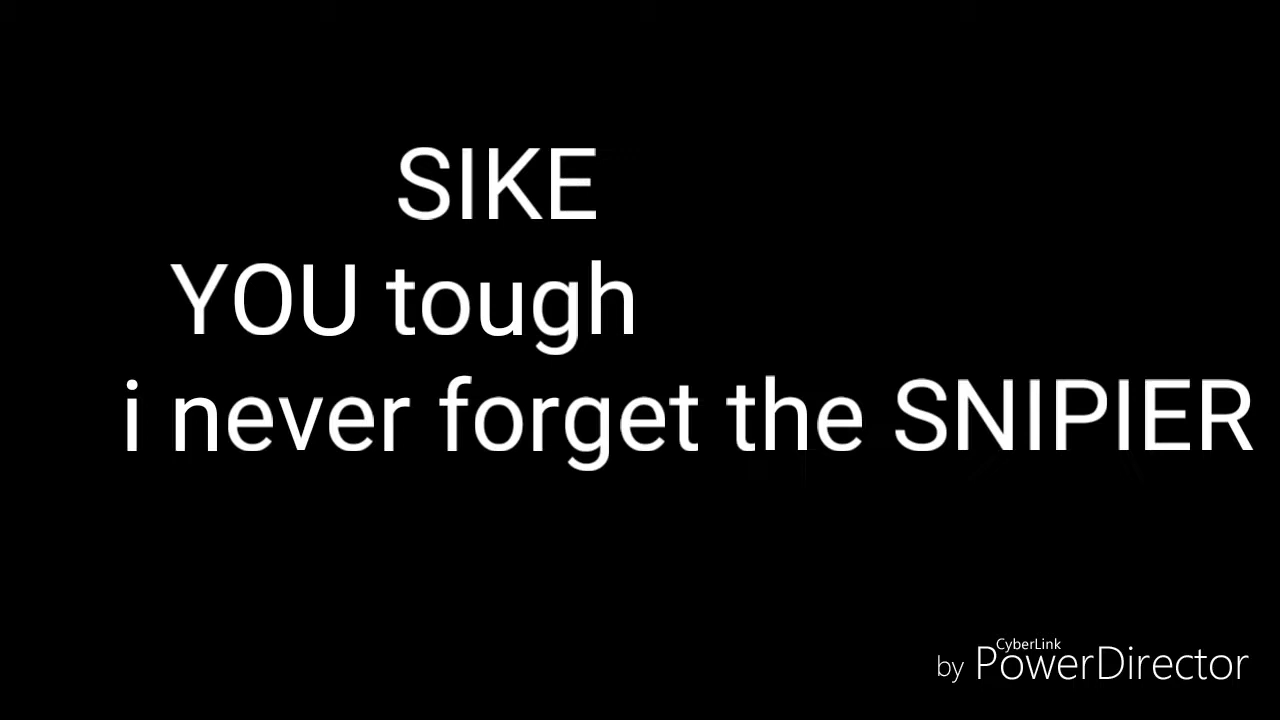 SIKE
YOU tough
i never forget the SNIPIER
CyberLink
by PowerDirector